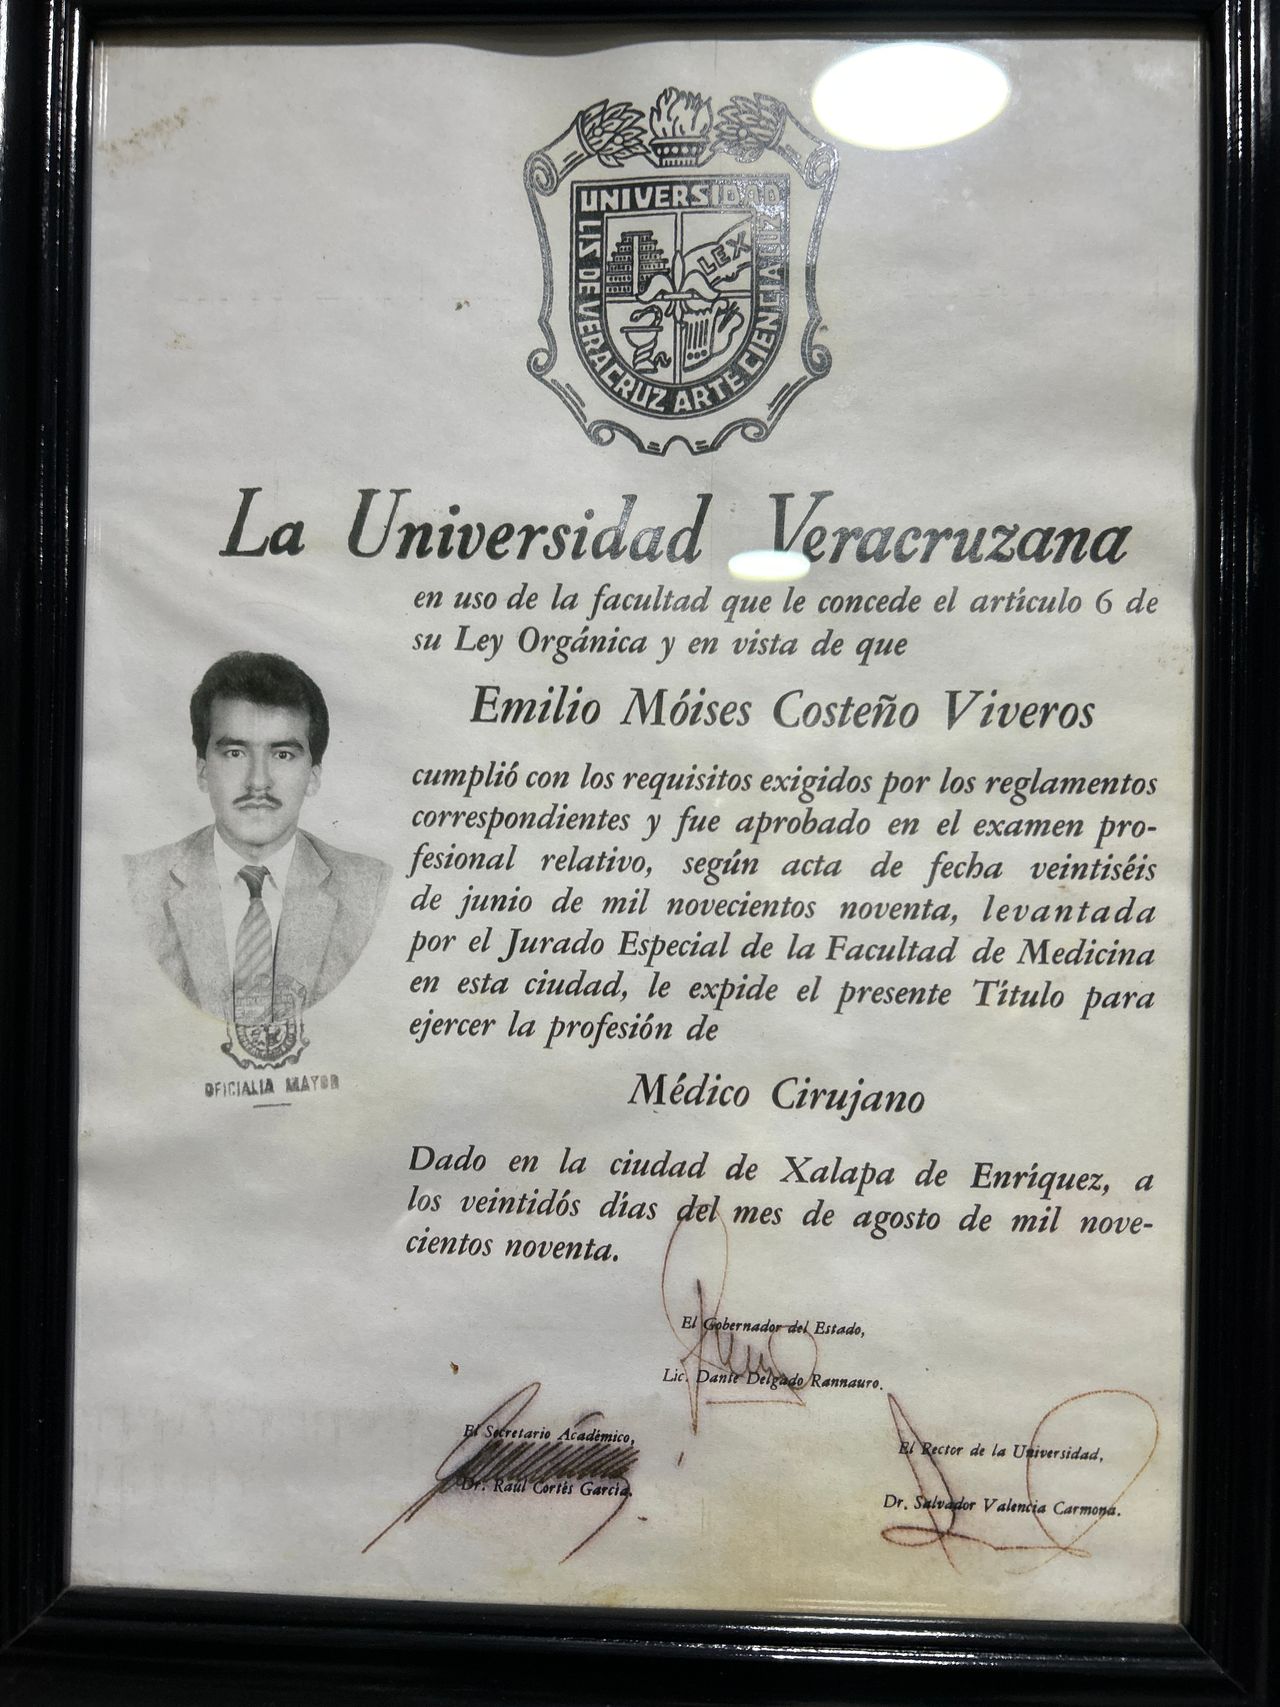 UNIVERSIDAD
LIS DE VERACRUZ ARTE CIENCIA LUZ
LEX
La Universidad Veracruzana
en uso de la facultad que le concede el artículo 6 de
su Ley Orgánica y en vista de que
Emilio Móises Costeño Viveros
cumplió con los requisitos exigidos por los reglamentos
correspondientes y fue aprobado en el examen pro-
fesional relativo, según acta de fecha veintiséis
de junio de mil novecientos noventa, levantada
por el Jurado Especial de la Facultad de Medicina
en esta ciudad, le expide el presente Título para
ejercer la profesión de
OFICIALIA MAYOR
Médico Cirujano
Dado en la ciudad de Xalapa de Enríquez, a
los veintidós días del mes de agosto de mil nove-
cientos noventa.
El Gobernador del Estado,
Lic. Dante Delgado Rannauro.
El Secretario Académico,
Dr. Raúl Cortés García.
El Rector de la Universidad,
Dr. Salvador Valencia Carmona.